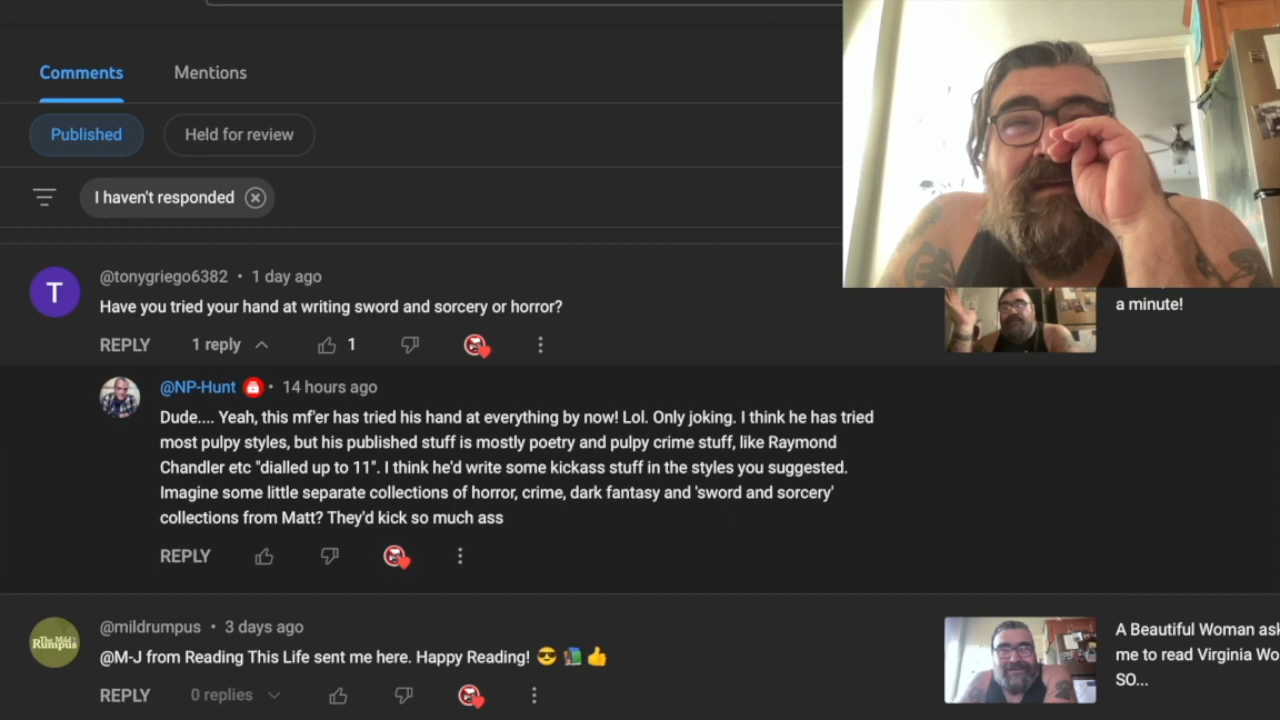 Comments
Mentions
Published
Held for review
I haven't responded
T
@tonygriego6382 • 1 day ago
Have you tried your hand at writing sword and sorcery or horror?
a minute!
REPLY 1 reply 1
@NP-Hunt • 14 hours ago
Dude.... Yeah, this mf'er has tried his hand at everything by now! Lol. Only joking. I think he has tried
most pulpy styles, but his published stuff is mostly poetry and pulpy crime stuff, like Raymond
Chandler etc "dialled up to 11". I think he'd write some kickass stuff in the styles you suggested.
Imagine some little separate collections of horror, crime, dark fantasy and 'sword and sorcery'
collections from Matt? They'd kick so much ass
REPLY
The Mild
Rumpus
@mildrumpus • 3 days ago
@M-J from Reading This Life sent me here. Happy Reading! 😎 📚 👍
REPLY 0 replies
A Beautiful Woman ask
me to read Virginia Wo
SO...